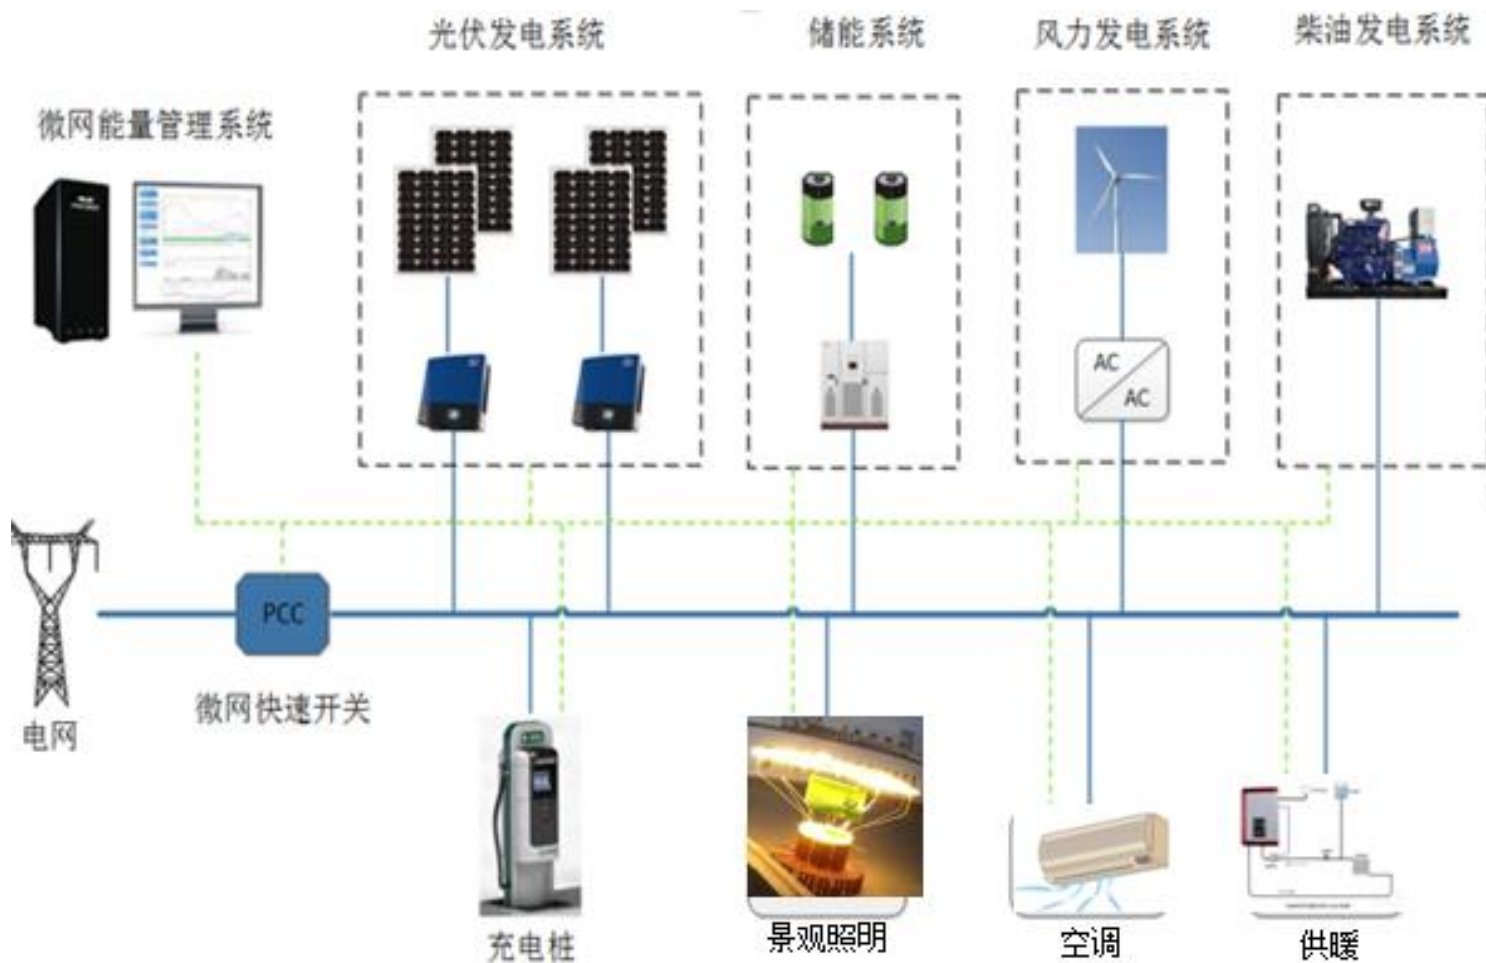 光伏发电系统
储能系统
风力发电系统
柴油发电系统
微网能量管理系统
AC
AC
PCC
微网快速开关
电网
充电桩
景观照明
空调
供暖